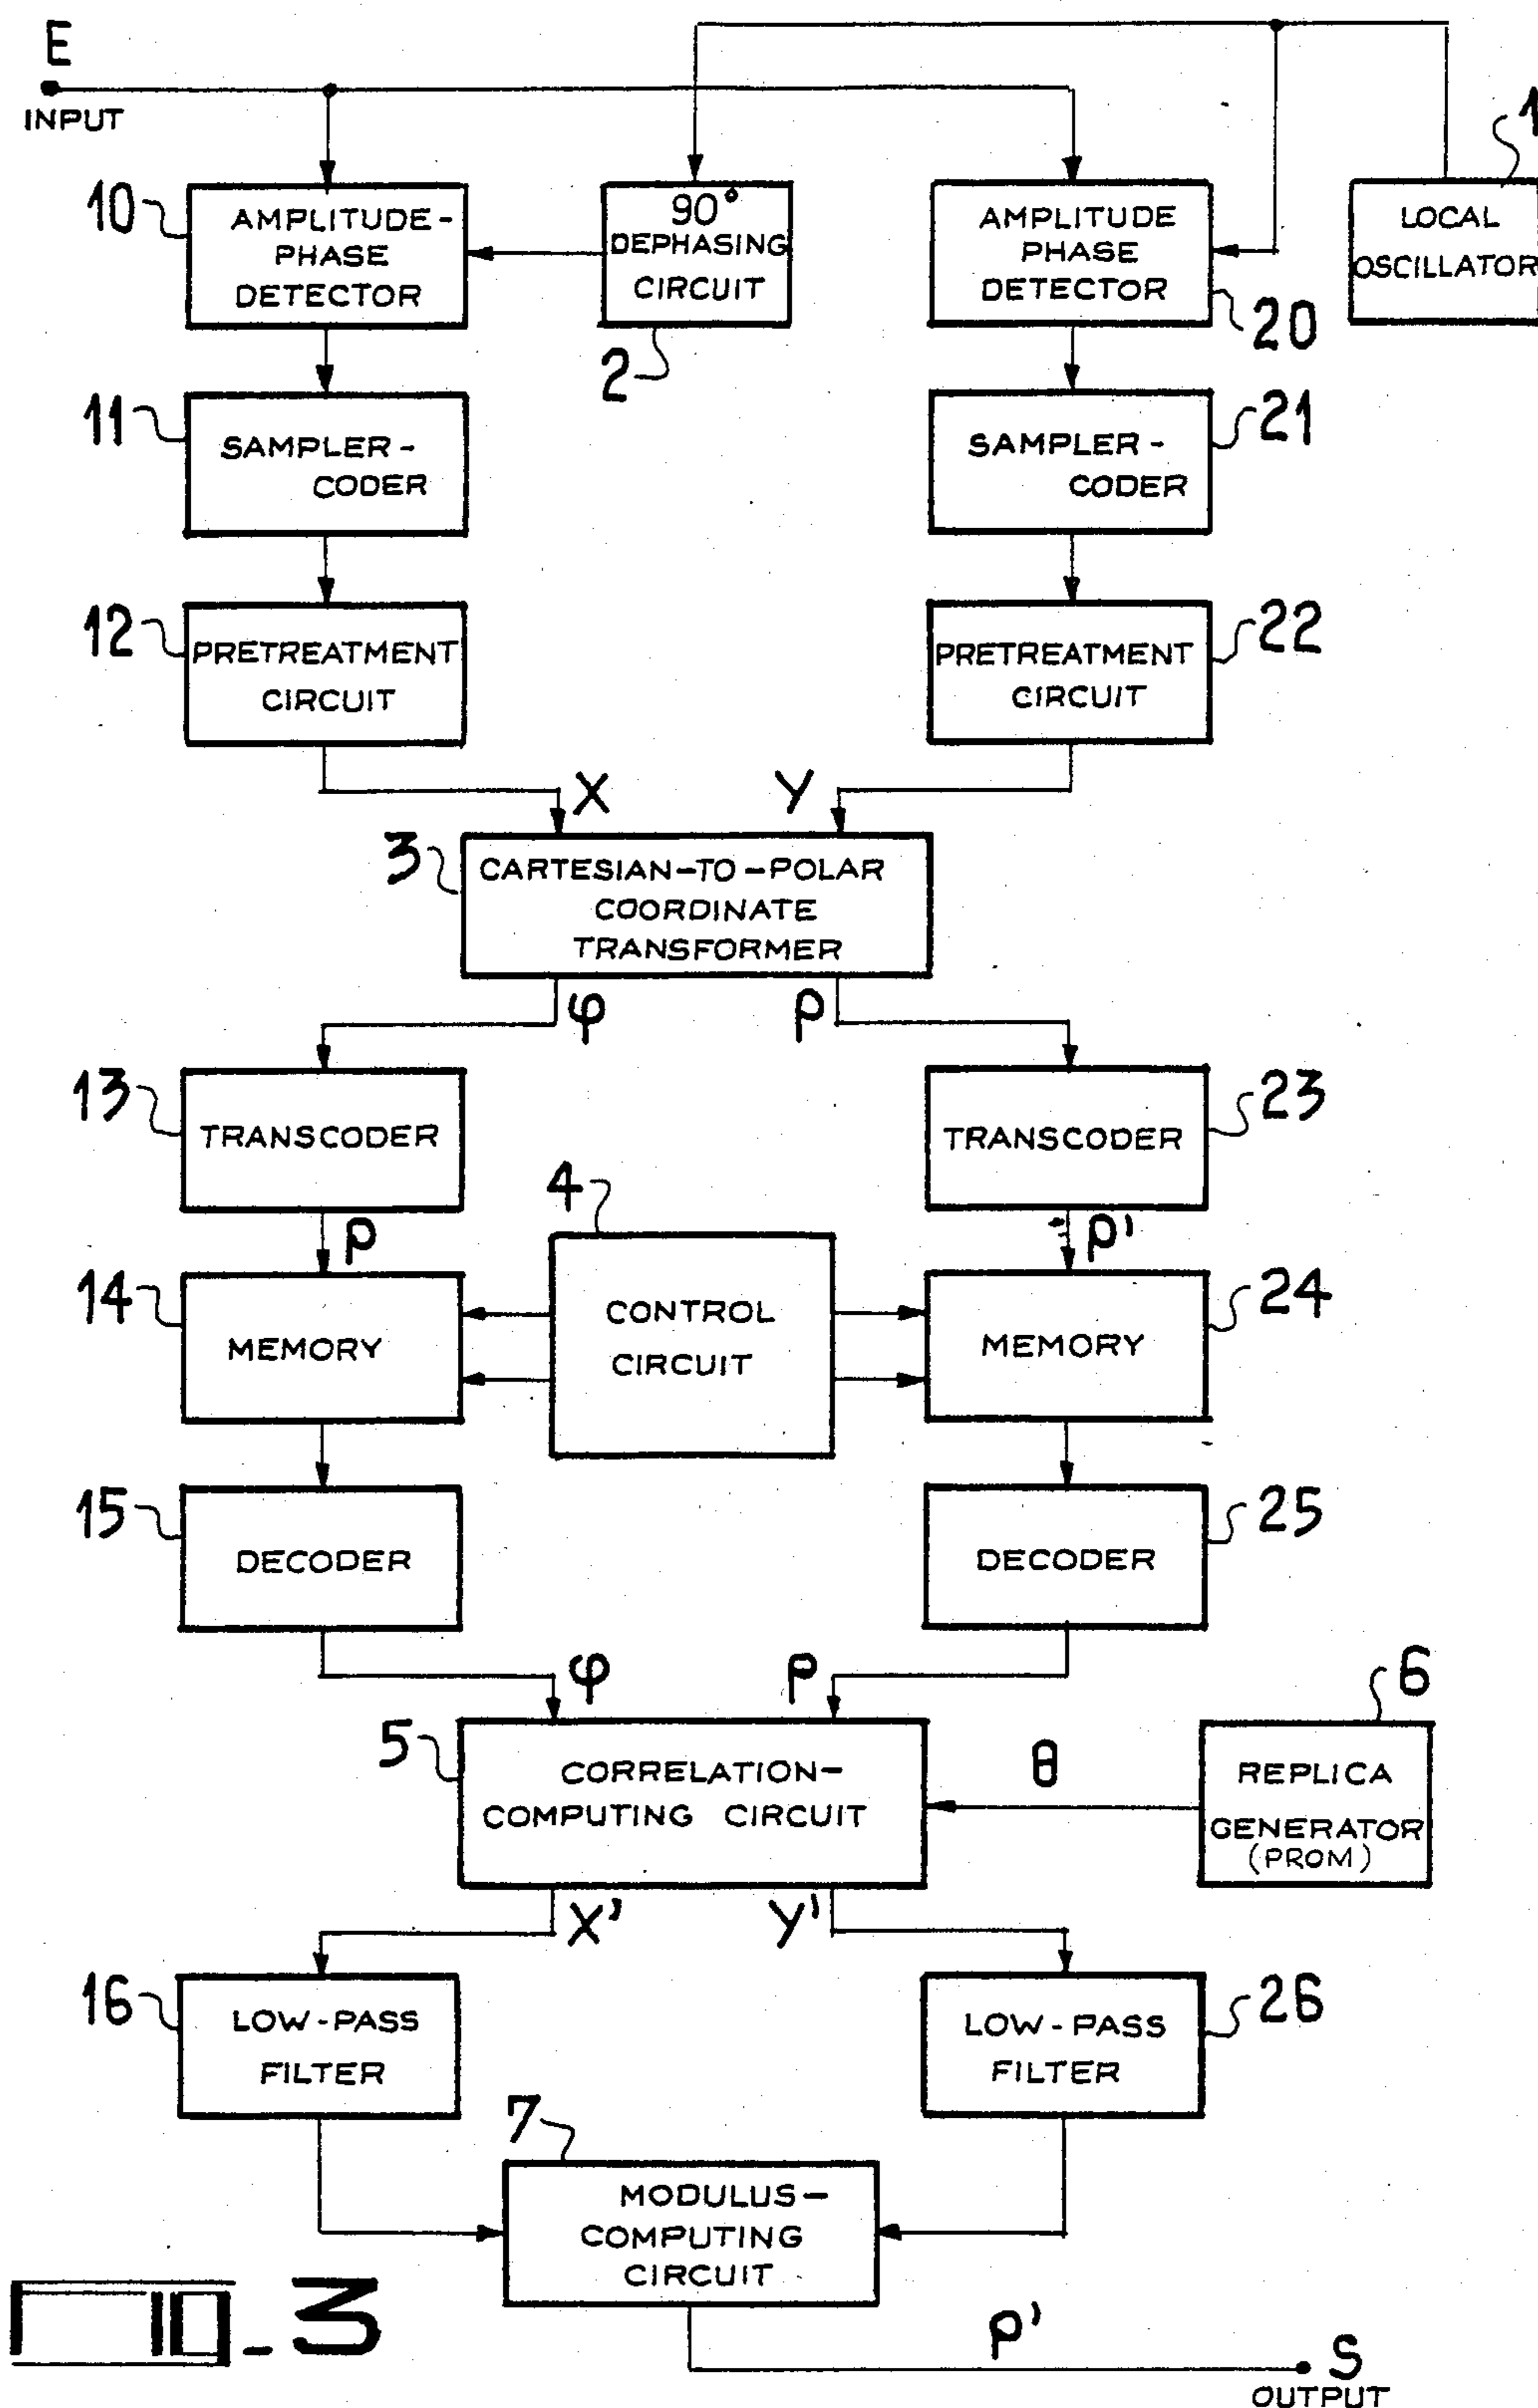 E
INPUT
1
10
AMPLITUDE-
PHASE
DETECTOR
90°
DEPHASING
CIRCUIT
2
AMPLITUDE
PHASE
DETECTOR
20
LOCAL
OSCILLATOR
11
SAMPLER-
CODER
SAMPLER-
CODER
21
12
PRETREATMENT
CIRCUIT
PRETREATMENT
CIRCUIT
22
X
Y
3
CARTESIAN-TO-POLAR
COORDINATE
TRANSFORMER
φ
ρ
13
TRANSCODER
TRANSCODER
23
4
p
p'
14
MEMORY
CONTROL
CIRCUIT
MEMORY
24
15
DECODER
DECODER
25
φ
ρ
6
5
CORRELATION-
COMPUTING CIRCUIT
θ
REPLICA
GENERATOR
(PROM)
X'
Y'
16
LOW-PASS
FILTER
LOW-PASS
FILTER
26
7
MODULUS-
COMPUTING
CIRCUIT
ρ'
S
OUTPUT
- 3